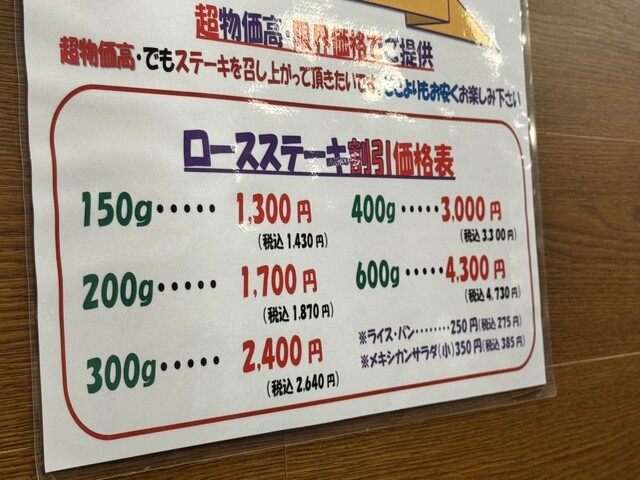 超物価高・限界価格でご提供
超物価高・でもステーキを召し上がって頂きたいです。どこよりもお安くお楽しみ下さい
ロースステーキ割引価格表
150g・・・・・ 1,300円
(税込1.430円)
200g・・・・・ 1,700円
(税込1.870円)
300g・・・・・ 2,400円
(税込2.640円)
400g・・・・・3,000円
(税込3.300円)
600g・・・・・4,300円
(税込4.730円)
※ライス・パン・・・・・・・・250円(税込275円)
※メキシカンサラダ(小)350円(税込385円)